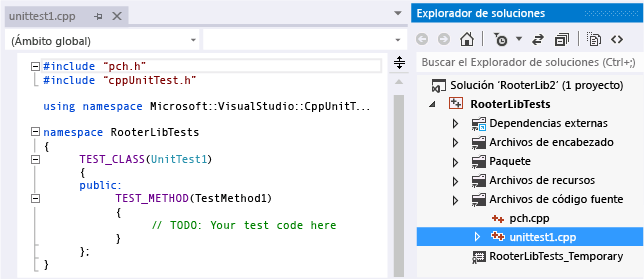 unittest1.cpp
(Ámbito global)
#include "pch.h"
#include "cppUnitTest.h"
using namespace Microsoft::VisualStudio::CppUnitT...
namespace RooterLibTests
{
TEST_CLASS(UnitTest1)
{
public:
TEST_METHOD(TestMethod1)
{
// TODO: Your test code here
}
};
}
Explorador de soluciones
Buscar el Explorador de soluciones (Ctrl+;)
Solución 'RooterLib2' (1 proyecto)
RooterLibTests
Dependencias externas
Archivos de encabezado
Paquete
Archivos de recursos
Archivos de código fuente
pch.cpp
unittest1.cpp
RooterLibTests_Temporary